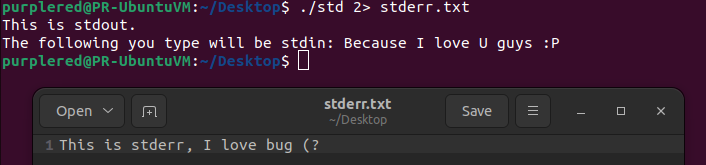 purplered@PR-UbuntuVM:~/Desktop$ ./std 2> stderr.txt
This is stdout.
The following you type will be stdin: Because I love U guys :P
purplered@PR-UbuntuVM:~/Desktop$
Open
stderr.txt
~/Desktop
Save
1 This is stderr, I love bug (?